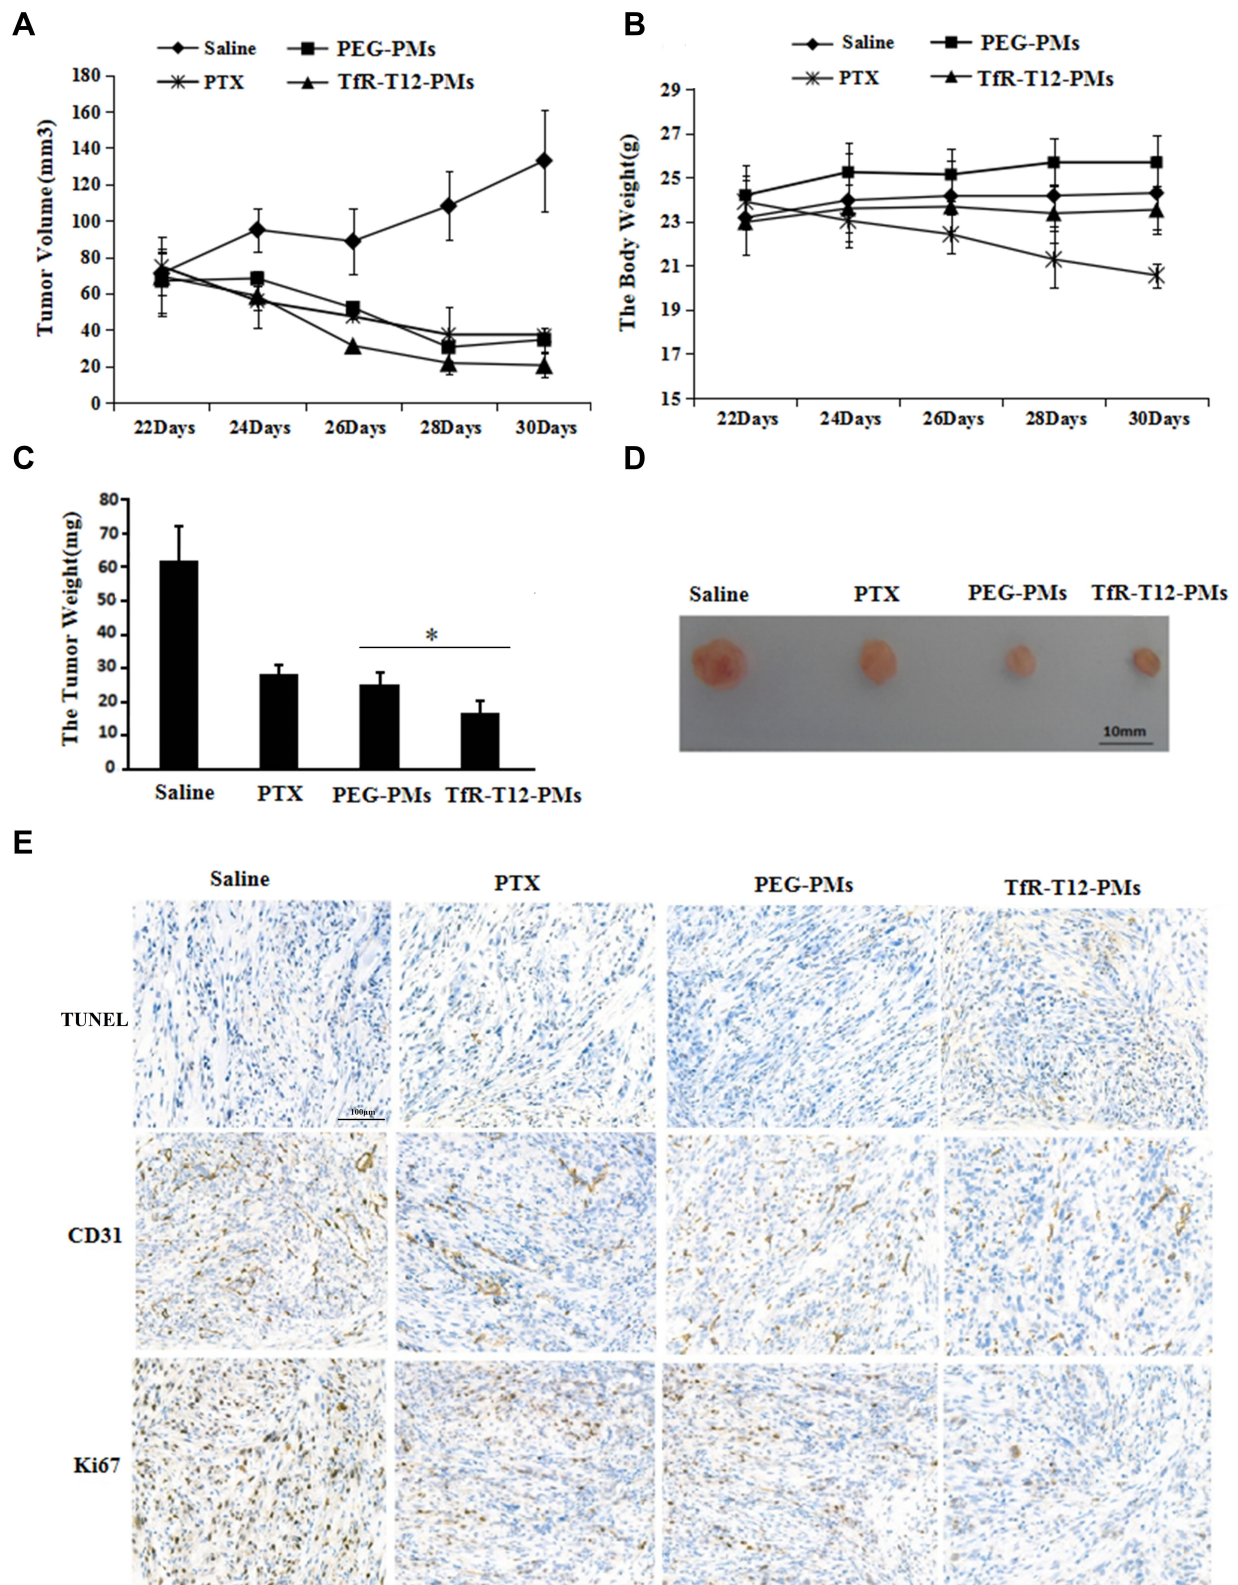 A
Saline PEG-PMs
PTX TfR-T12-PMs
180
160
140
120
100
80
60
40
20
0
Tumor Volume(mm3)
22Days 24Days 26Days 28Days 30Days
B
Saline PEG-PMs
PTX TfR-T12-PMs
29
27
25
23
21
19
17
15
The Body Weight(g)
22Days 24Days 26Days 28Days 30Days
C
80
70
60
50
40
30
20
10
0
The Tumor Weight(mg)
*
Saline PTX PEG-PMs TfR-T12-PMs
D
Saline PTX PEG-PMs TfR-T12-PMs
10mm
E
Saline PTX PEG-PMs TfR-T12-PMs
TUNEL
100μm
CD31
Ki67